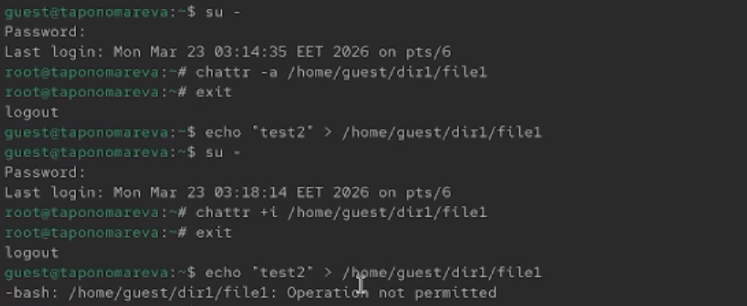 guest@taponomareva:~$ su -
Password:
Last login: Mon Mar 23 03:14:35 EET 2026 on pts/6
root@taponomareva:~# chattr -a /home/guest/dir1/file1
root@taponomareva:~# exit
logout
guest@taponomareva:~$ echo "test2" > /home/guest/dir1/file1
guest@taponomareva:~$ su -
Password:
Last login: Mon Mar 23 03:18:14 EET 2026 on pts/6
root@taponomareva:~# chattr +i /home/guest/dir1/file1
root@taponomareva:~# exit
logout
guest@taponomareva:~$ echo "test2" > /home/guest/dir1/file1
-bash: /home/guest/dir1/file1: Operation not permitted